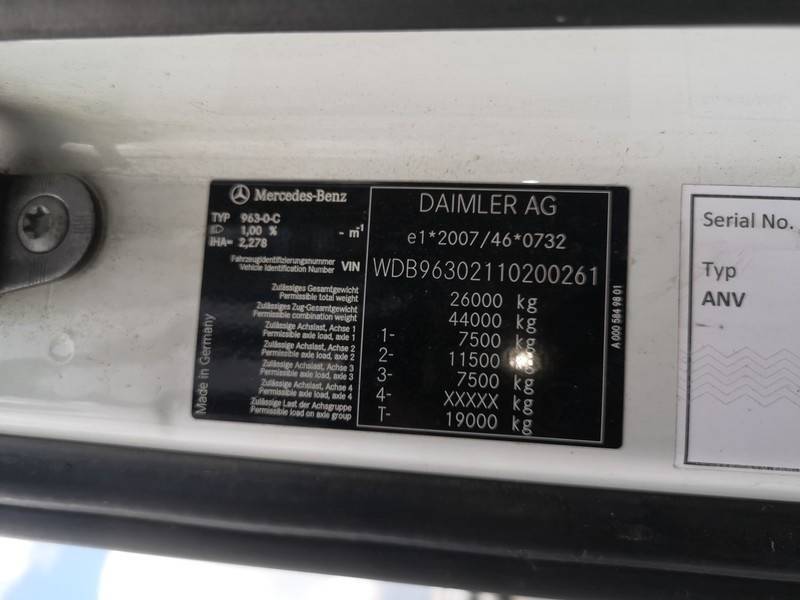 Mercedes-Benz
TYP 963-0-C
1,00 % - m-1
IHA= 2,278
Fahrzeugidentifizierungsnummer
Vehicle Identification Number VIN
Zulässiges Gesamtgewicht
Permissible total weight
Zulässiges Zug-Gesamtgewicht
Permissible combination weight
Zulässige Achslast, Achse 1
Permissible axle load, axle 1
Zulässige Achslast, Achse 2
Permissible axle load, axle 2
Zulässige Achslast, Achse 3
Permissible axle load, axle 3
Zulässige Achslast, Achse 4
Permissible axle load, axle 4
Zulässige Last der Achsgruppe
Permissible load on axle group
Made in Germany
DAIMLER AG
e1*2007/46*0732
WDB96302110200261
26000 kg
44000 kg
1- 7500 kg
2- 11500 kg
3- 7500 kg
4- XXXXX kg
T- 19000 kg
A 000 584 98 01
Serial No.
Typ
ANV